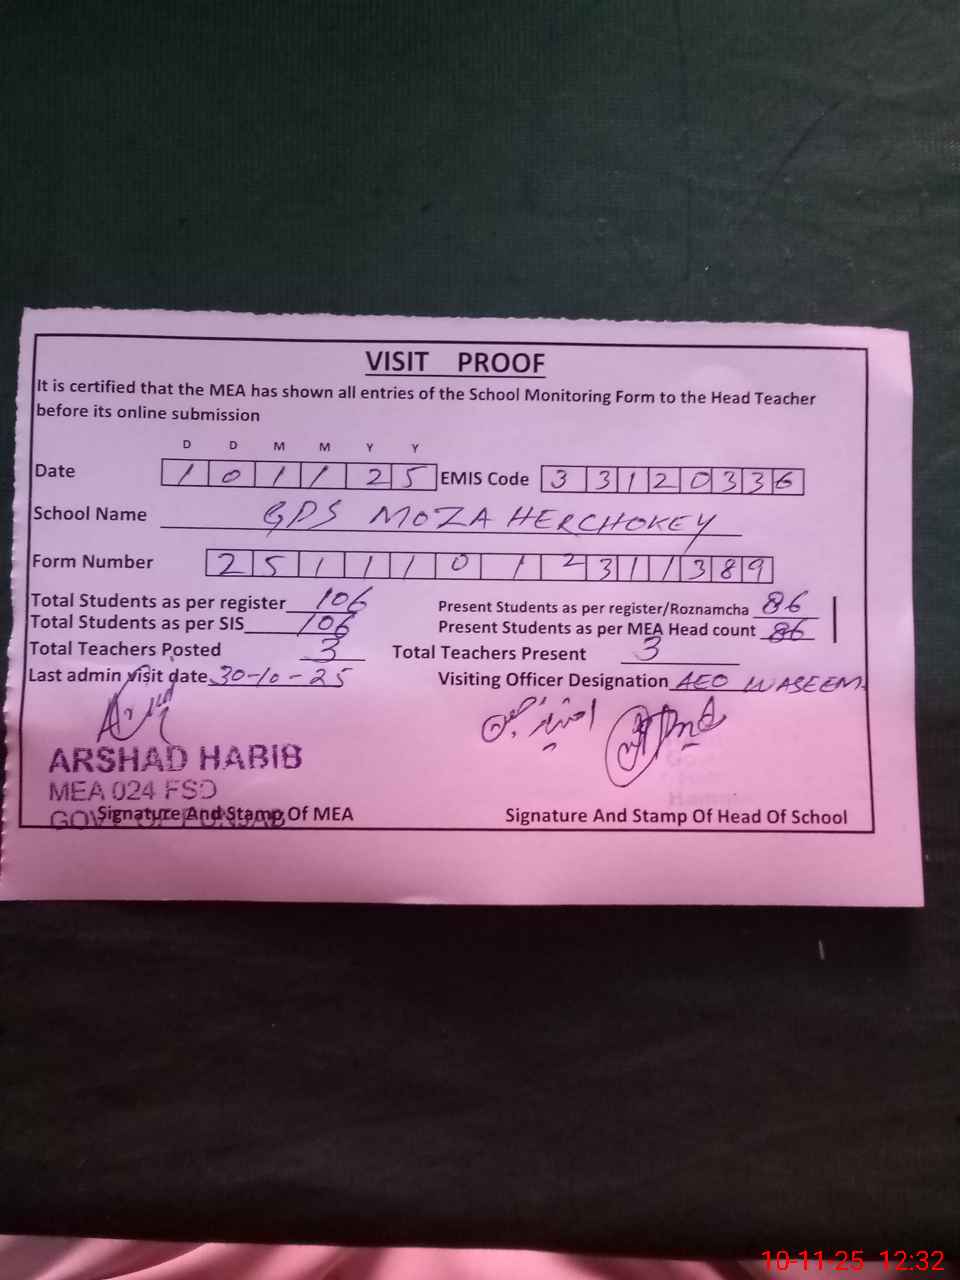 VISIT PROOF
It is certified that the MEA has shown all entries of the School Monitoring Form to the Head Teacher
before its online submission
D D M M Y Y
Date 1 0 1 1 2 5 EMIS Code 3 3 1 2 0 3 3 6
School Name GPS MOZA HERCHOKEY
Form Number 2 5 1 1 1 0 1 2 3 1 1 3 8 9
Total Students as per register 106 Present Students as per register/Roznamcha 86
Total Students as per SIS 106 Present Students as per MEA Head count 86
Total Teachers Posted 3 Total Teachers Present 3
Last admin visit date 30-10-25 Visiting Officer Designation AEO WASEEM
ARSHAD HABIB
MEA 024 FSD
GOVT OF PUNJAB
Signature And Stamp Of MEA Signature And Stamp Of Head Of School
10-11-25 12:32